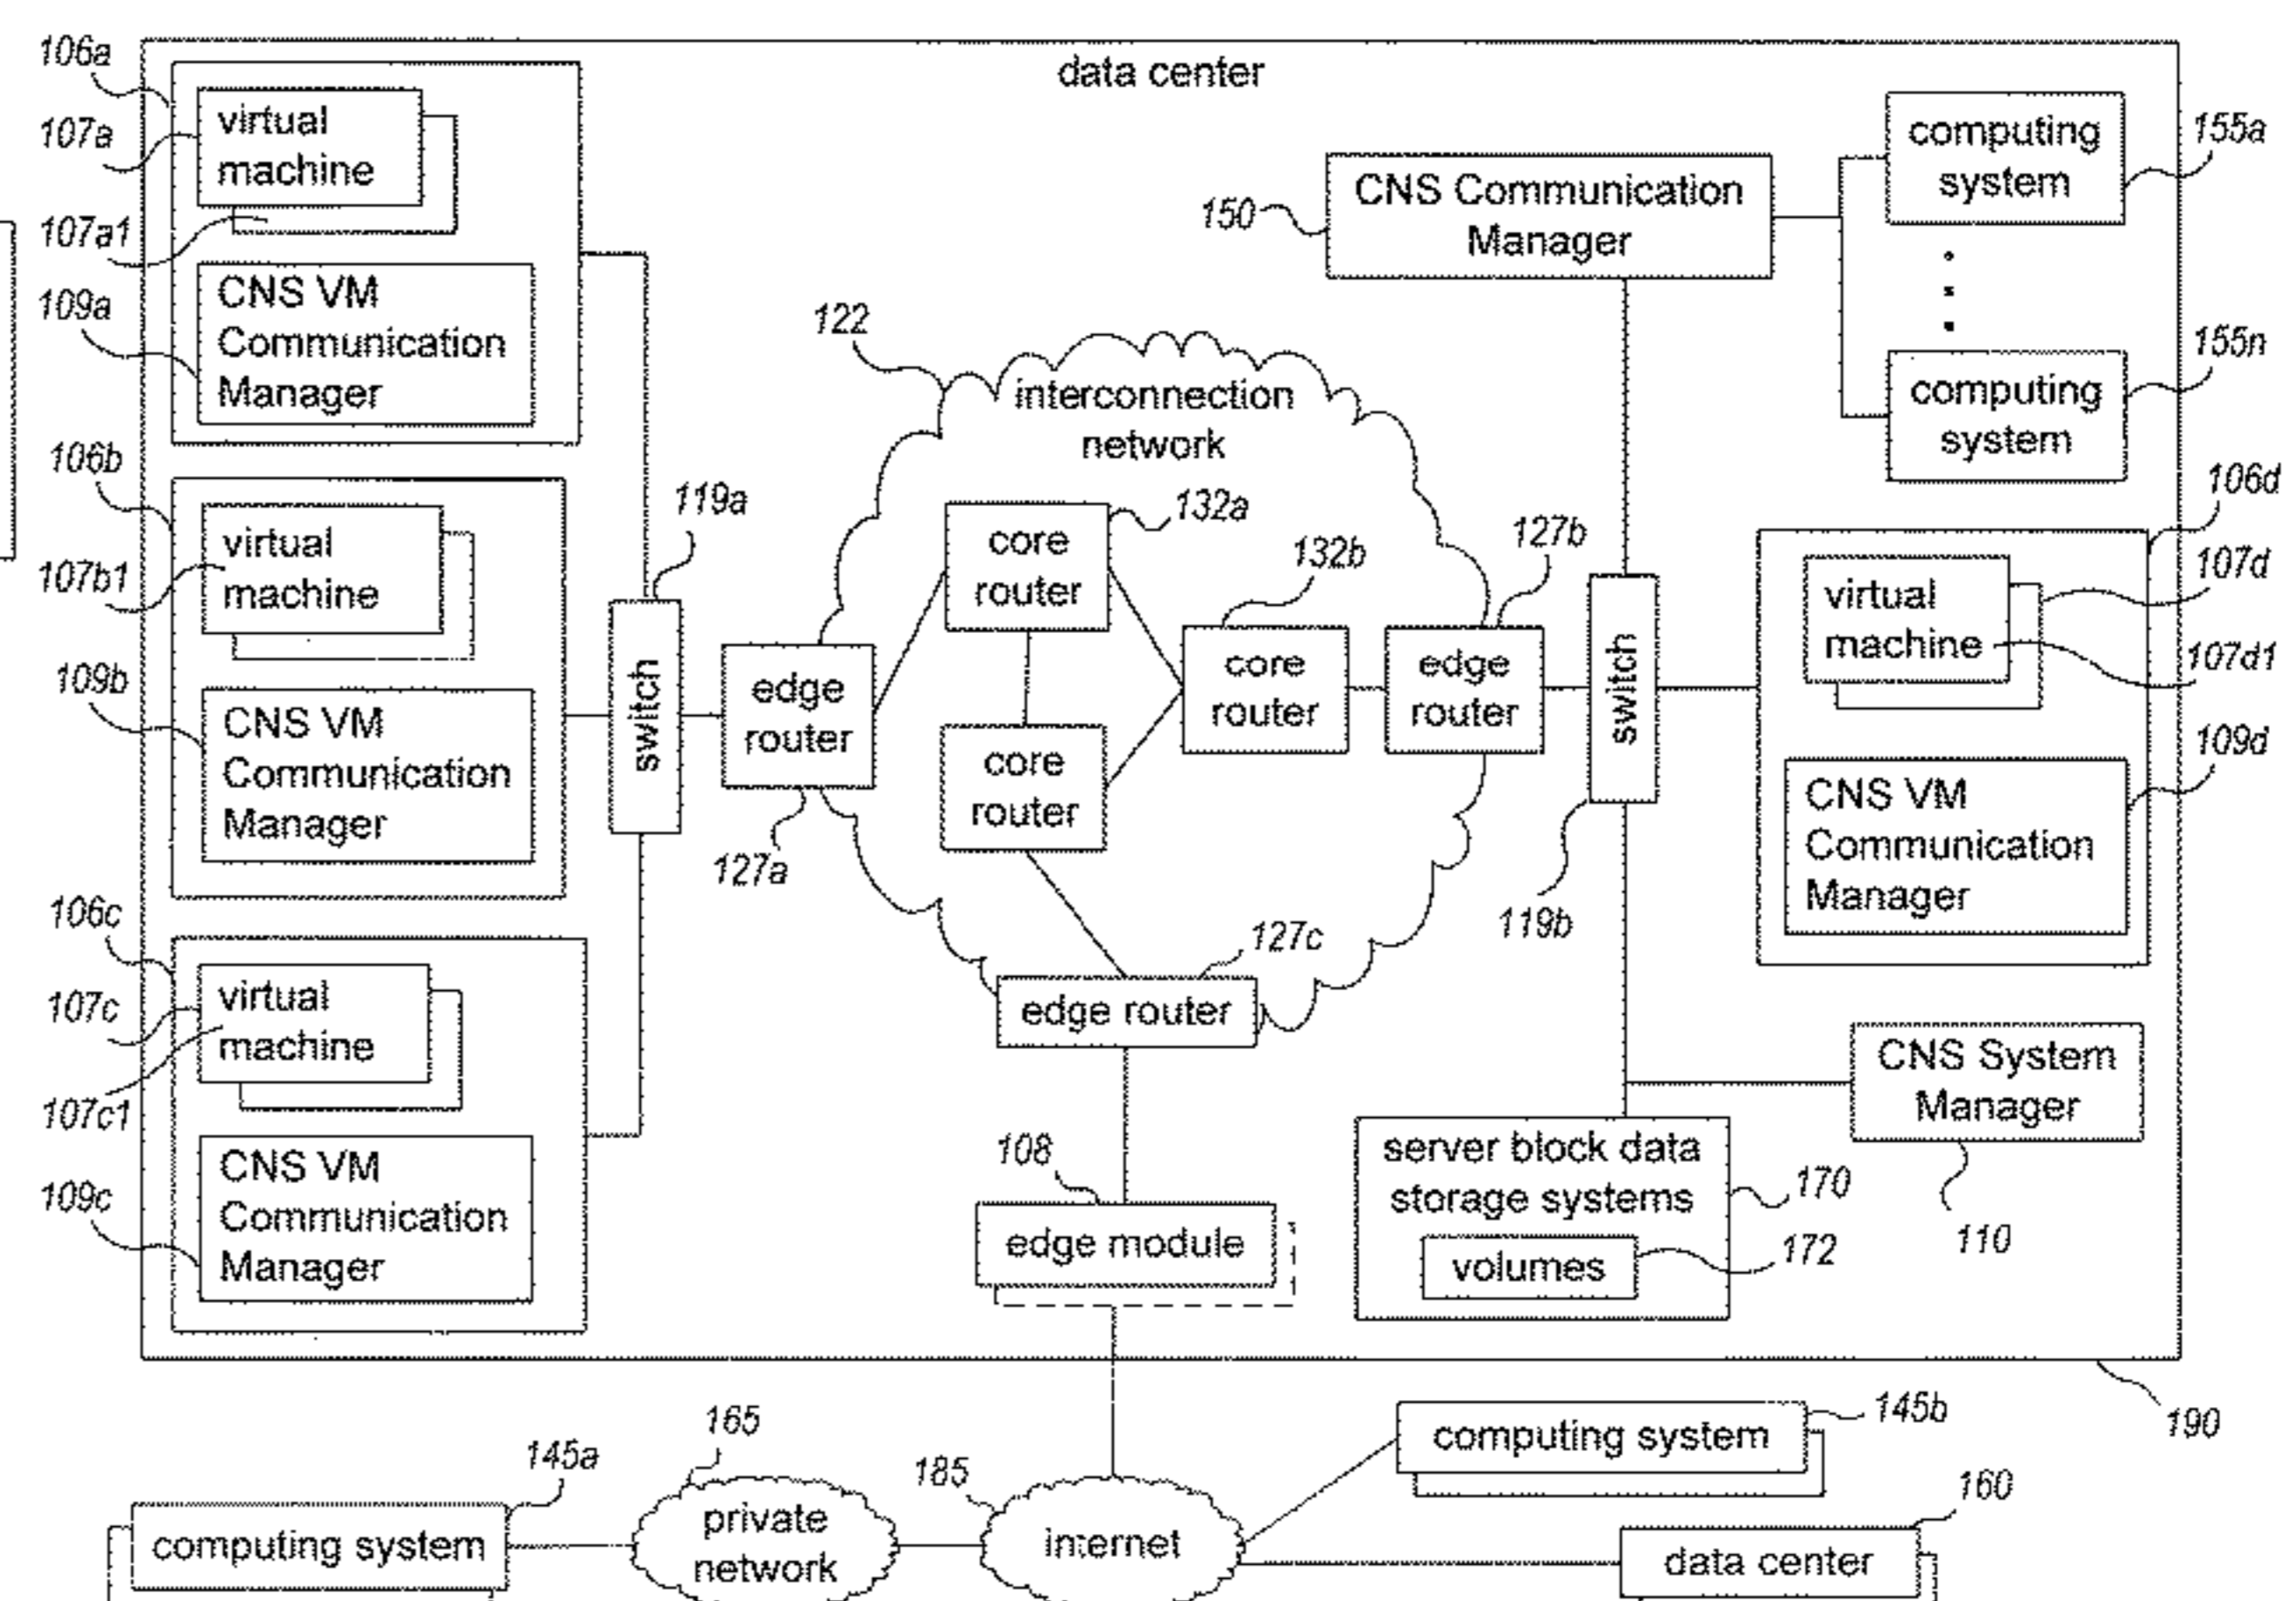 data center
106a
107a
virtual
machine
107a1
109a
CNS VM
Communication
Manager
106b
virtual
machine
107b1
109b
CNS VM
Communication
Manager
106c
107c
virtual
machine
107c1
109c
CNS VM
Communication
Manager
119a
switch
122
interconnection
network
edge
router
127a
core
router
132a
core
router
132b
core
router
edge
router
127b
127c
edge router
108
edge module
switch
119b
150
CNS Communication
Manager
computing
system
155a
computing
system
155n
106d
virtual
machine
107d
107d1
109d
CNS VM
Communication
Manager
CNS System
Manager
110
server block data
storage systems
170
volumes
172
190
145a
computing system
165
private
network
185
internet
computing system
145b
160
data center